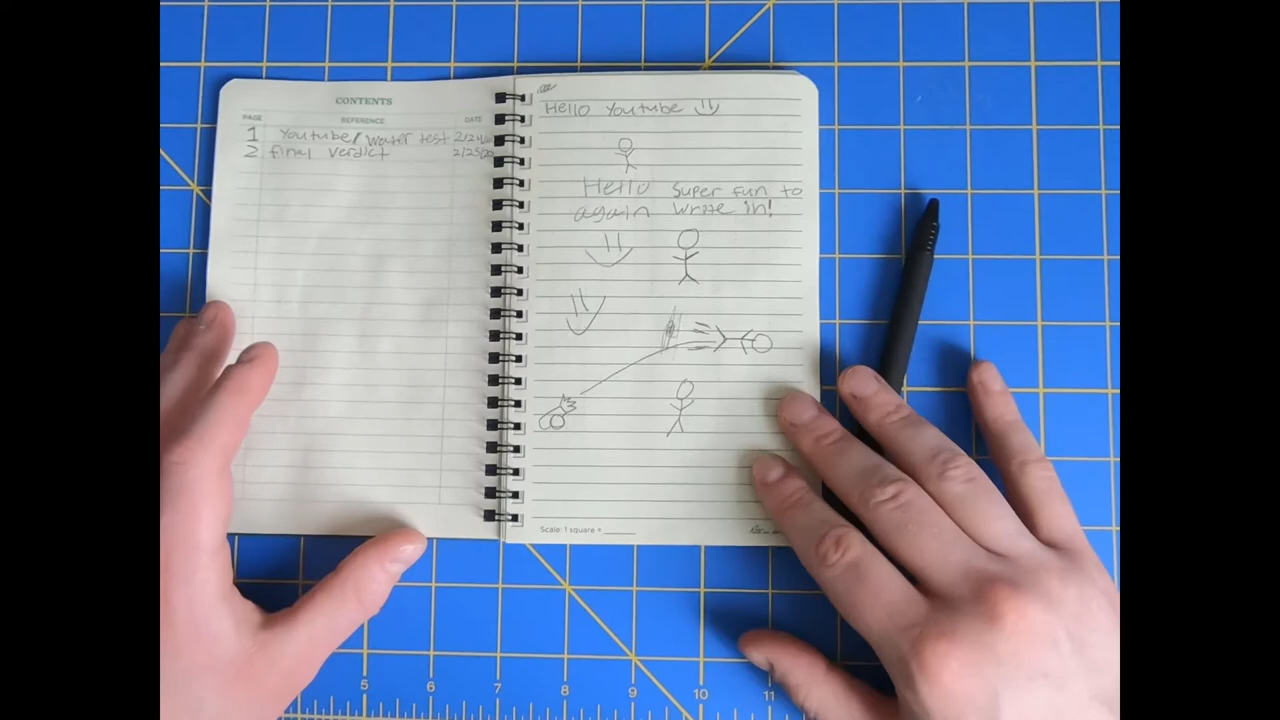 CONTENTS
PAGE REFERENCE DATE
1 Youtube/water test
2 final verdict
Hello Youtube
Hello Super fun to
again write in!
Scale: 1 square = ______
5 6 7 8 9 10 11